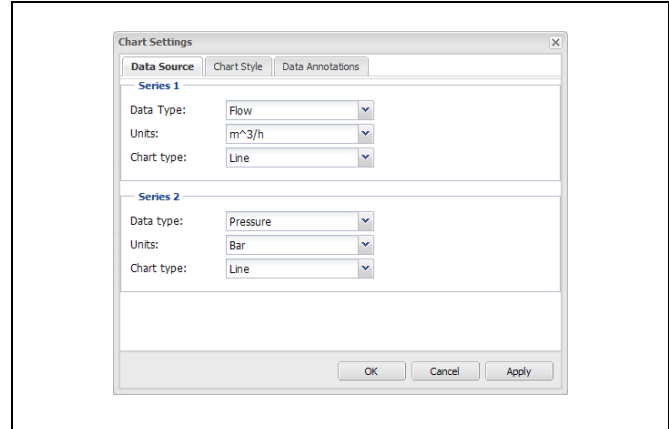 Chart Settings
Data Source Chart Style Data Annotations
Series 1
Data Type: Flow
Units: m^3/h
Chart type: Line
Series 2
Data type: Pressure
Units: Bar
Chart type: Line
OK Cancel Apply